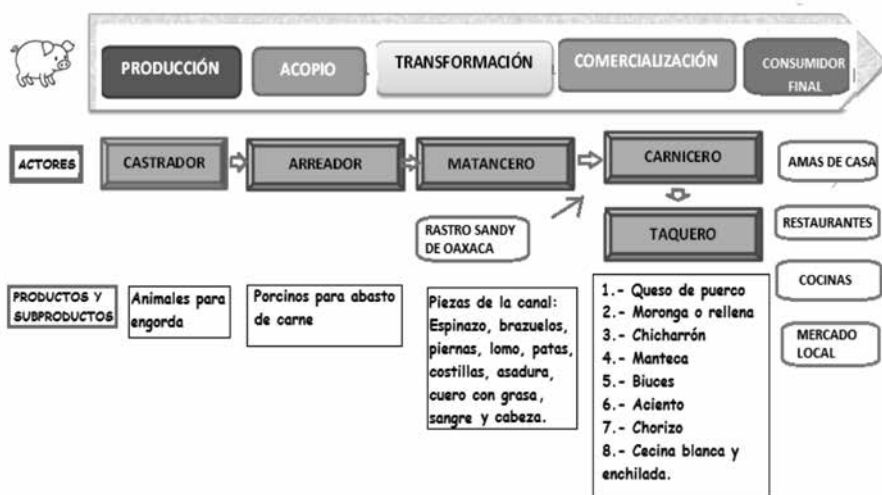 PRODUCCIÓN
ACOPIO
TRANSFORMACIÓN
COMERCIALIZACIÓN
CONSUMIDOR
FINAL
ACTORES
CASTRADOR
ARREADOR
MATANCERO
CARNICERO
AMAS DE CASA
RASTRO SANDY
DE OAXACA
TAQUERO
RESTAURANTES
COCINAS
MERCADO
LOCAL
PRODUCTOS Y
SUBPRODUCTOS
Animales para
engorda
Porcinos para abasto
de carne
Piezas de la canal:
Espinazo, brazuelos,
piernas, lomo, patas,
costillas, asadura,
cuero con grasa,
sangre y cabeza.
1.- Queso de puerco
2.- Moronga o rellena
3.- Chicharrón
4.- Manteca
5.- Biuces
6.- Aciento
7.- Chorizo
8.- Cecina blanca y
enchilada.